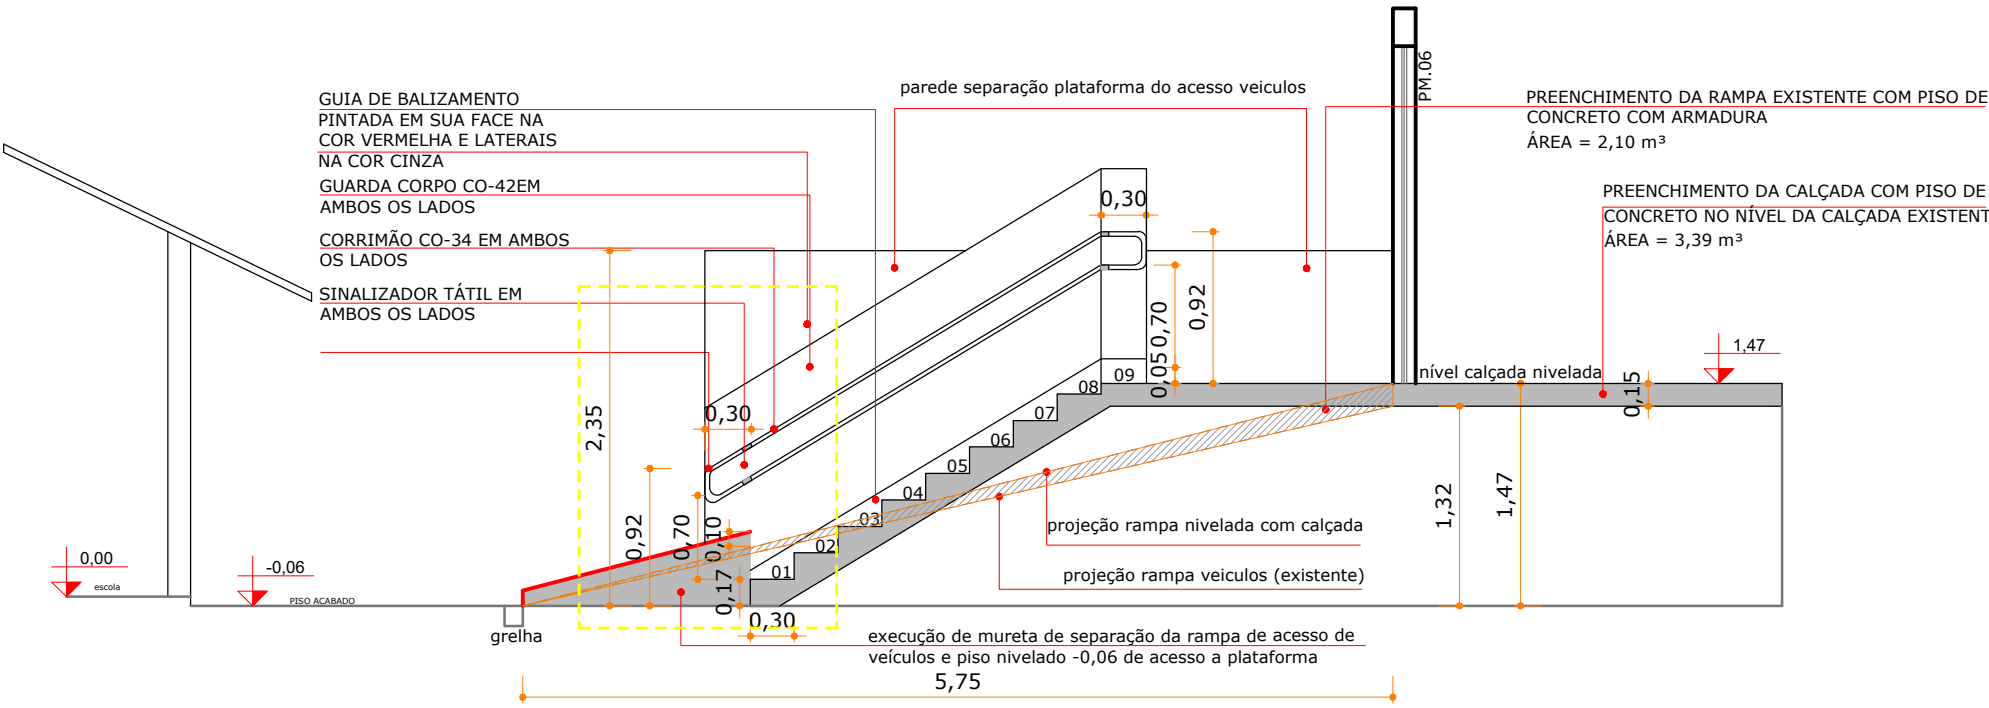 GUIA DE BALIZAMENTO
PINTADA EM SUA FACE NA
COR VERMELHA E LATERAIS
NA COR CINZA
GUARDA CORPO CO-42EM
AMBOS OS LADOS
CORRIMÃO CO-34 EM AMBOS
OS LADOS
SINALIZADOR TÁTIL EM
AMBOS OS LADOS
parede separação plataforma do acesso veiculos
PM.06
PREENCHIMENTO DA RAMPA EXISTENTE COM PISO DE
CONCRETO COM ARMADURA
ÁREA = 2,10 m³
PREENCHIMENTO DA CALÇADA COM PISO DE
CONCRETO NO NÍVEL DA CALÇADA EXISTENT
ÁREA = 3,39 m³
0,30
0,92
0,70
0,05
1,47
nível calçada nivelada
0,15
2,35
0,30
0,92
0,70
0,10
0,17
09
08
07
06
05
04
03
02
01
1,32
1,47
projeção rampa nivelada com calçada
projeção rampa veiculos (existente)
0,00
escola
-0,06
PISO ACABADO
grelha
0,30
execução de mureta de separação da rampa de acesso de
veículos e piso nivelado -0,06 de acesso a plataforma
5,75